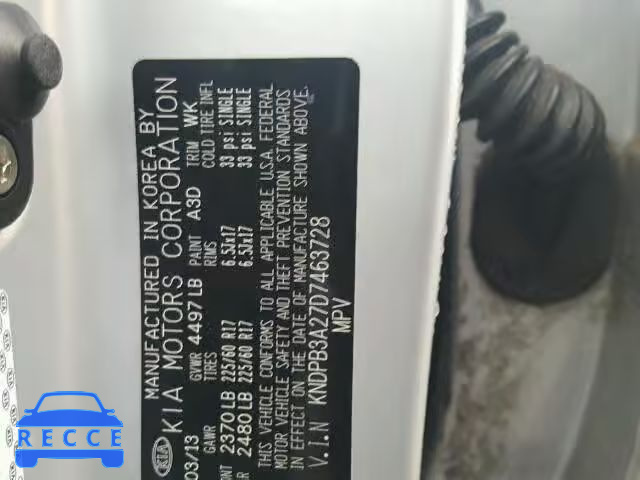 MANUFACTURED IN KOREA BY
KIA KIA MOTORS CORPORATION
03/13 GVWR 4497LB PAINT A3D TRIM WK
GAWR TIRES RIMS COLD TIRE INFL
NT 2370LB 225/60 R17 6.5Jx17 33 psi SINGLE
R 2480LB 225/60 R17 6.5Jx17 33 psi SINGLE
THIS VEHICLE CONFORMS TO ALL APPLICABLE U.S.A. FEDERAL
MOTOR VEHICLE SAFETY AND THEFT PREVENTION STANDARDS
IN EFFECT ON THE DATE OF MANUFACTURE SHOWN ABOVE.
V.I.N KNDPB3A27D7463728
MPV
RECCE